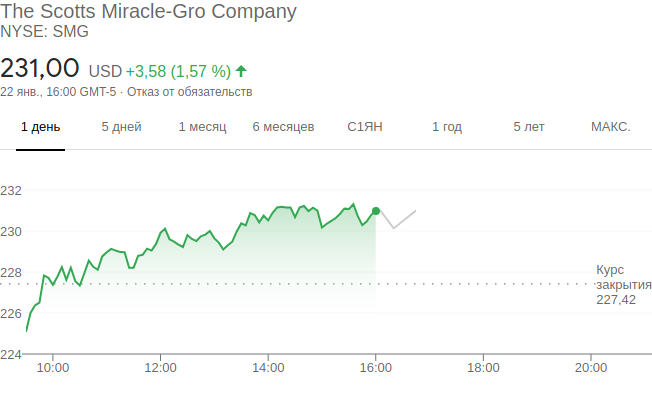 The Scotts Miracle-Gro Company
NYSE: SMG
231,00 USD +3,58 (1,57 %)
22 янв., 16:00 GMT-5 · Отказ от обязательств
1 день 5 дней 1 месяц 6 месяцев С1ЯН 1 год 5 лет МАКС.
232
230
228
226
224
Курс
закрытия
227,42
10:00 12:00 14:00 16:00 18:00 20:00